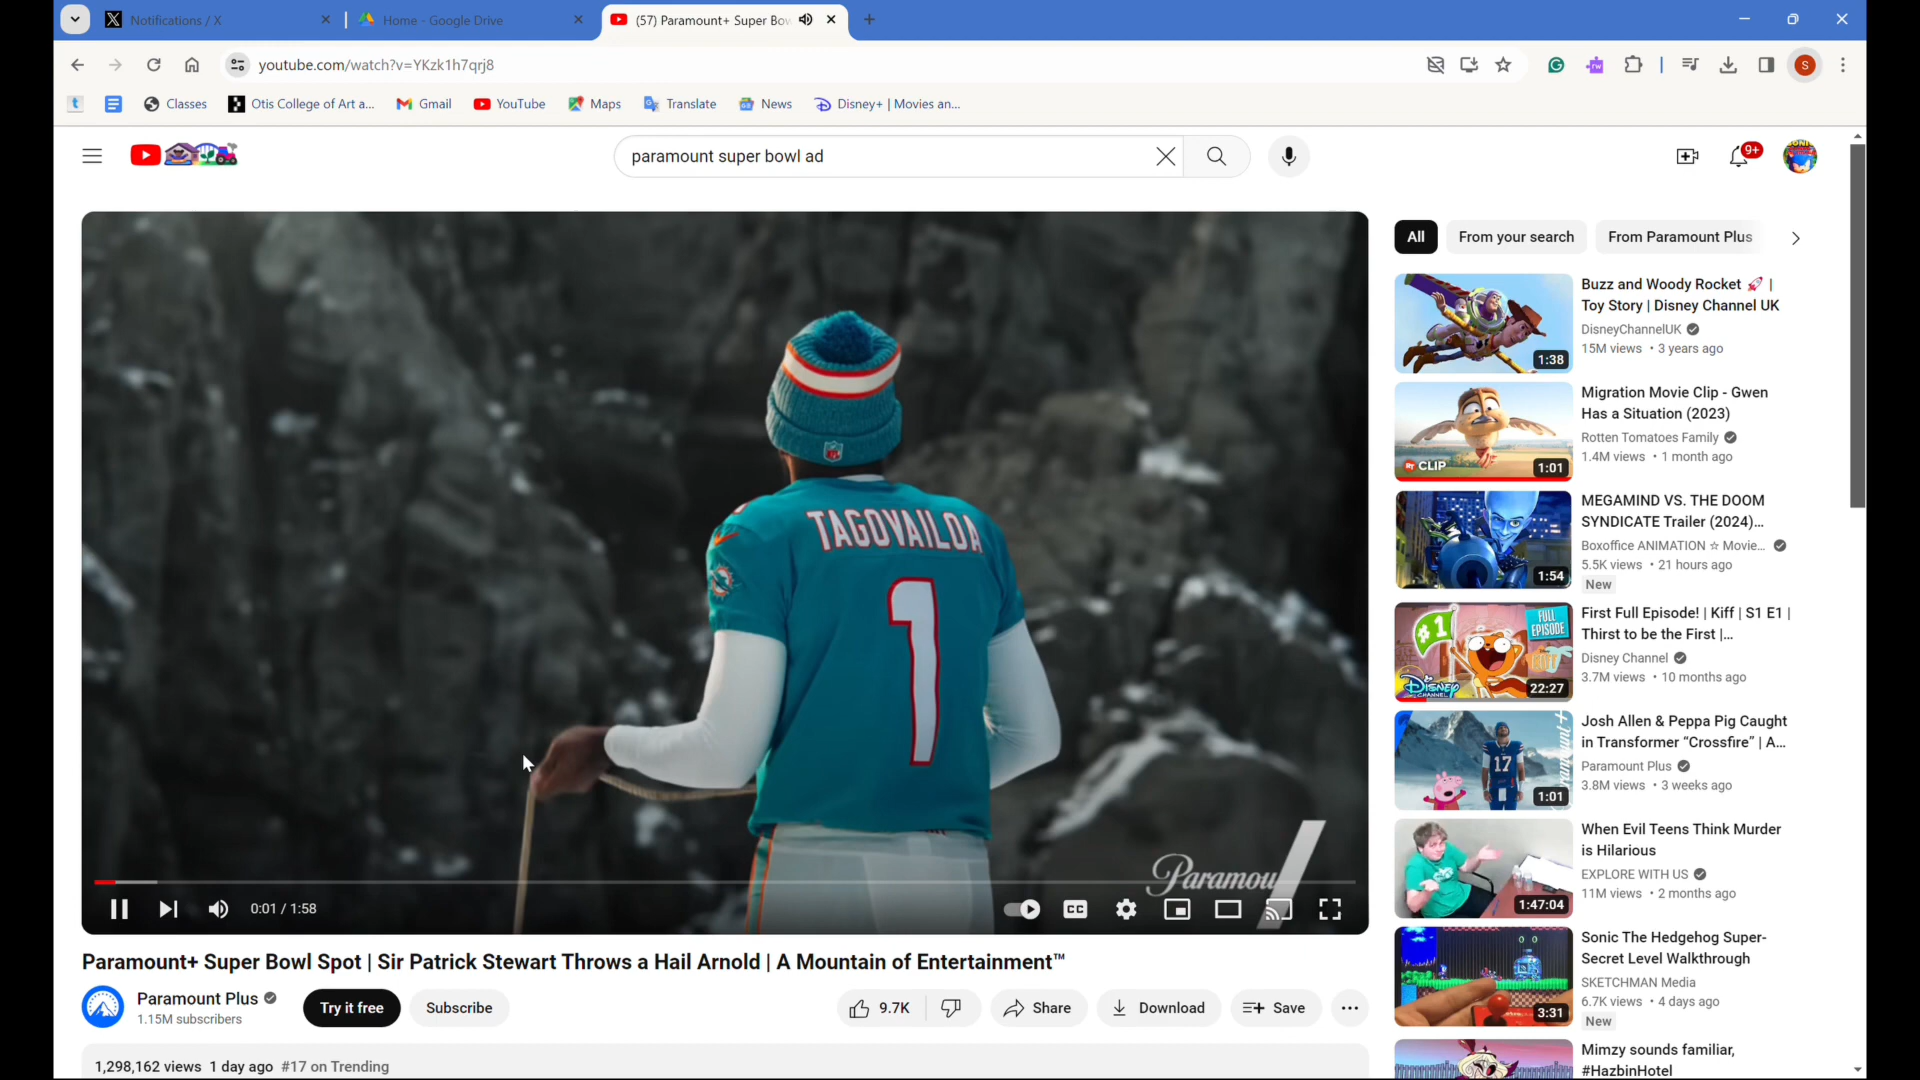 Notifications / X
Home - Google Drive
(57) Paramount+ Super Bow
youtube.com/watch?v=YKzk1h7qrj8
S
Classes
Otis College of Art a...
Gmail
YouTube
Maps
Translate
News
Disney+ | Movies an...
paramount super bowl ad
9+
TAGOVAILOA
1
Paramou
0:01 / 1:58
CC
Paramount+ Super Bowl Spot | Sir Patrick Stewart Throws a Hail Arnold | A Mountain of Entertainment™
Paramount Plus
1.15M subscribers
Try it free
Subscribe
9.7K
Share
Download
Save
1,298,162 views 1 day ago #17 on Trending
All
From your search
From Paramount Plus
1:38
Buzz and Woody Rocket 🚀 |
Toy Story | Disney Channel UK
DisneyChannelUK
15M views • 3 years ago
CLIP
1:01
Migration Movie Clip - Gwen
Has a Situation (2023)
Rotten Tomatoes Family
1.4M views • 1 month ago
1:54
MEGAMIND VS. THE DOOM
SYNDICATE Trailer (2024)...
Boxoffice ANIMATION ☆ Movie...
5.5K views • 21 hours ago
New
#1
FULL
EPISODE
KIFF
Disney
CHANNEL
22:27
First Full Episode! | Kiff | S1 E1 |
Thirst to be the First |...
Disney Channel
3.7M views • 10 months ago
17
Paramount+
1:01
Josh Allen & Peppa Pig Caught
in Transformer “Crossfire” | A...
Paramount Plus
3.8M views • 3 weeks ago
1:47:04
When Evil Teens Think Murder
is Hilarious
EXPLORE WITH US
11M views • 2 months ago
3:31
Sonic The Hedgehog Super-
Secret Level Walkthrough
SKETCHMAN Media
6.7K views • 4 days ago
New
Mimzy sounds familiar,
#HazbinHotel